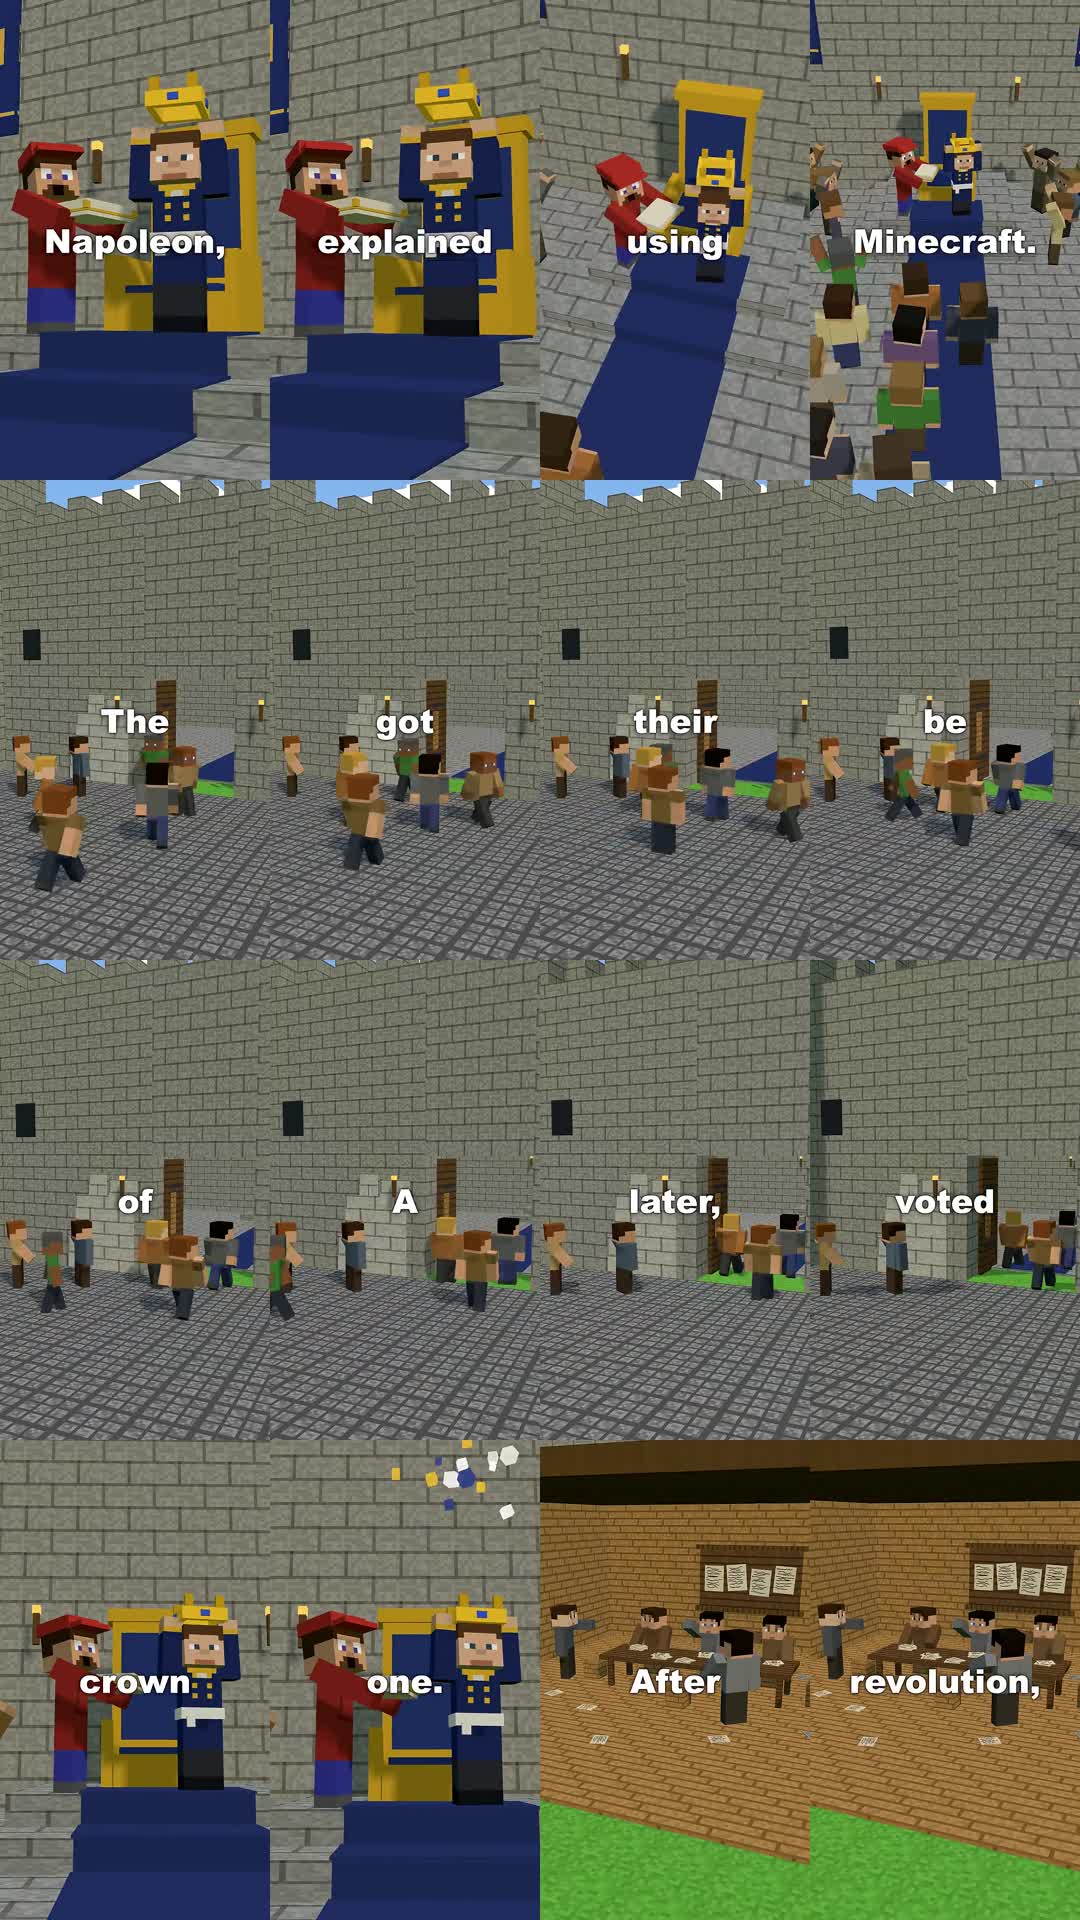 Napoleon, explained using Minecraft.
The got their be
of A later, voted
crown one. After revolution,